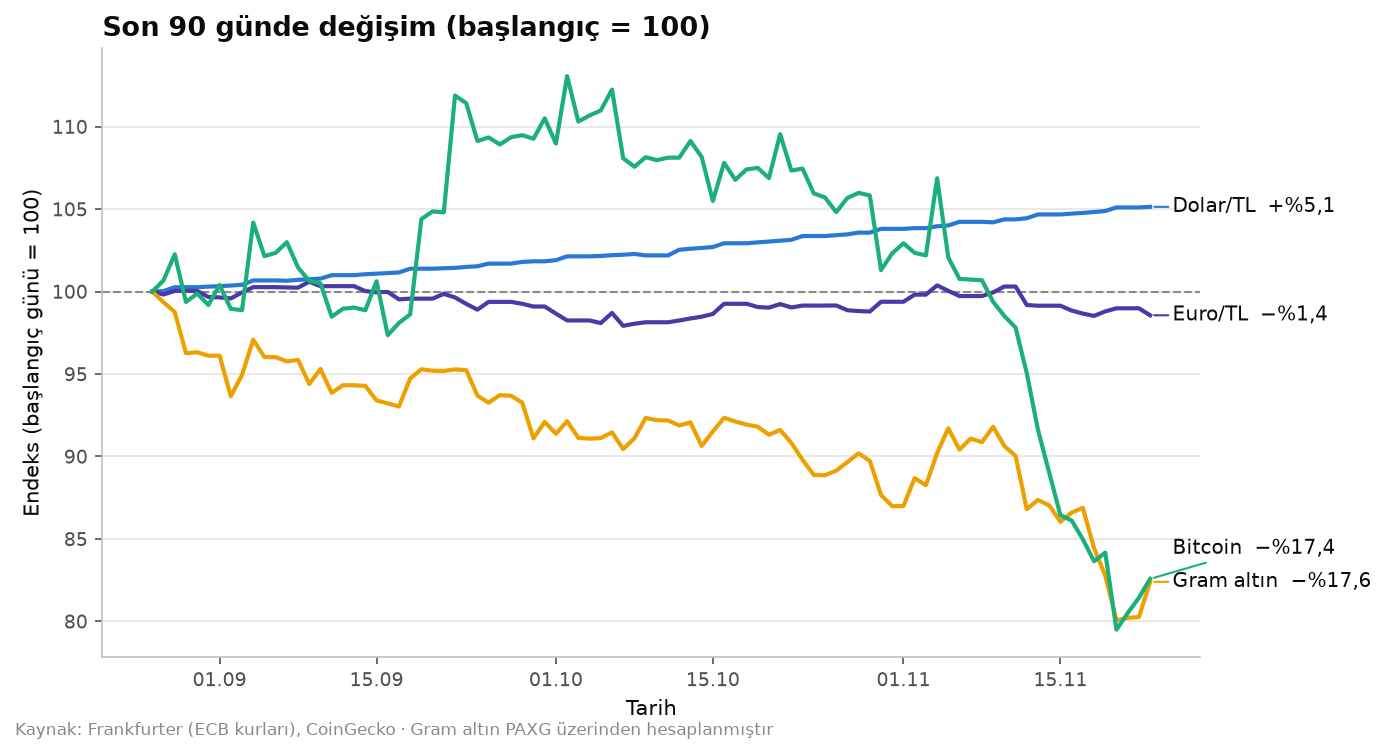 Son 90 günde değişim (başlangıç = 100)
Endeks (başlangıç günü = 100)
110
105
100
95
90
85
80
Dolar/TL +%5,1
Euro/TL −%1,4
Bitcoin −%17,4
Gram altın −%17,6
01.09
15.09
01.10
15.10
01.11
15.11
Tarih
Kaynak: Frankfurter (ECB kurları), CoinGecko · Gram altın PAXG üzerinden hesaplanmıştır